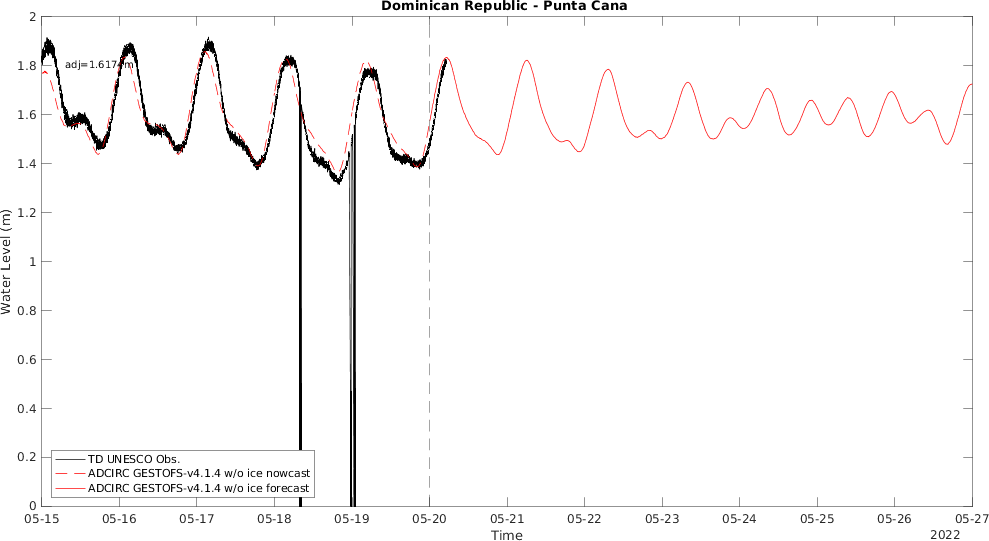 Dominican Republic - Punta Cana
2
1.8
1.6
1.4
1.2
1
0.8
0.6
0.4
0.2
0
Water Level (m)
adj=1.6174m
TD UNESCO Obs.
ADCIRC GESTOFS-v4.1.4 w/o ice nowcast
ADCIRC GESTOFS-v4.1.4 w/o ice forecast
05-15 05-16 05-17 05-18 05-19 05-20 05-21 05-22 05-23 05-24 05-25 05-26 05-27
Time
2022